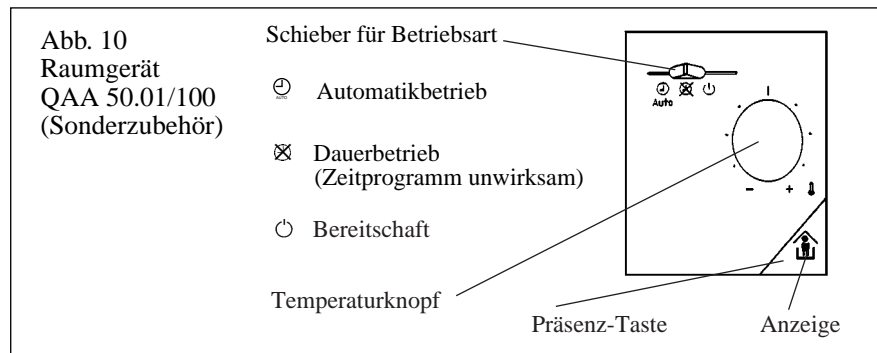 Abb. 10
Raumgerät
QAA 50.01/100
(Sonderzubehör)
Schieber für Betriebsart
AUTO Automatikbetrieb
Dauerbetrieb
(Zeitprogramm unwirksam)
Bereitschaft
Temperaturknopf
Auto
− +
Präsenz-Taste Anzeige